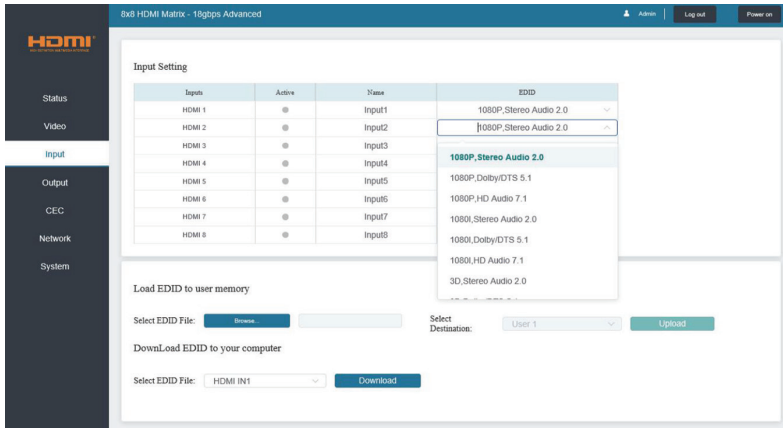 8x8 HDMI Matrix - 18gbps Advanced
Admin
Log out
Power on
HDMI
Status
Video
Input
Output
CEC
Network
System
Input Setting
Inputs Active Name EDID
HDMI 1 Input1 1080P,Stereo Audio 2.0
HDMI 2 Input2 1080P,Stereo Audio 2.0
HDMI 3 Input3
HDMI 4 Input4
HDMI 5 Input5
HDMI 6 Input6
HDMI 7 Input7
HDMI 8 Input8
1080P,Stereo Audio 2.0
1080P,Dolby/DTS 5.1
1080P,HD Audio 7.1
1080I,Stereo Audio 2.0
1080I,Dolby/DTS 5.1
1080I,HD Audio 7.1
3D,Stereo Audio 2.0
Load EDID to user memory
Select EDID File: Browse...
Select
Destination: User 1 Upload
DownLoad EDID to your computer
Select EDID File: HDMI IN1 Download